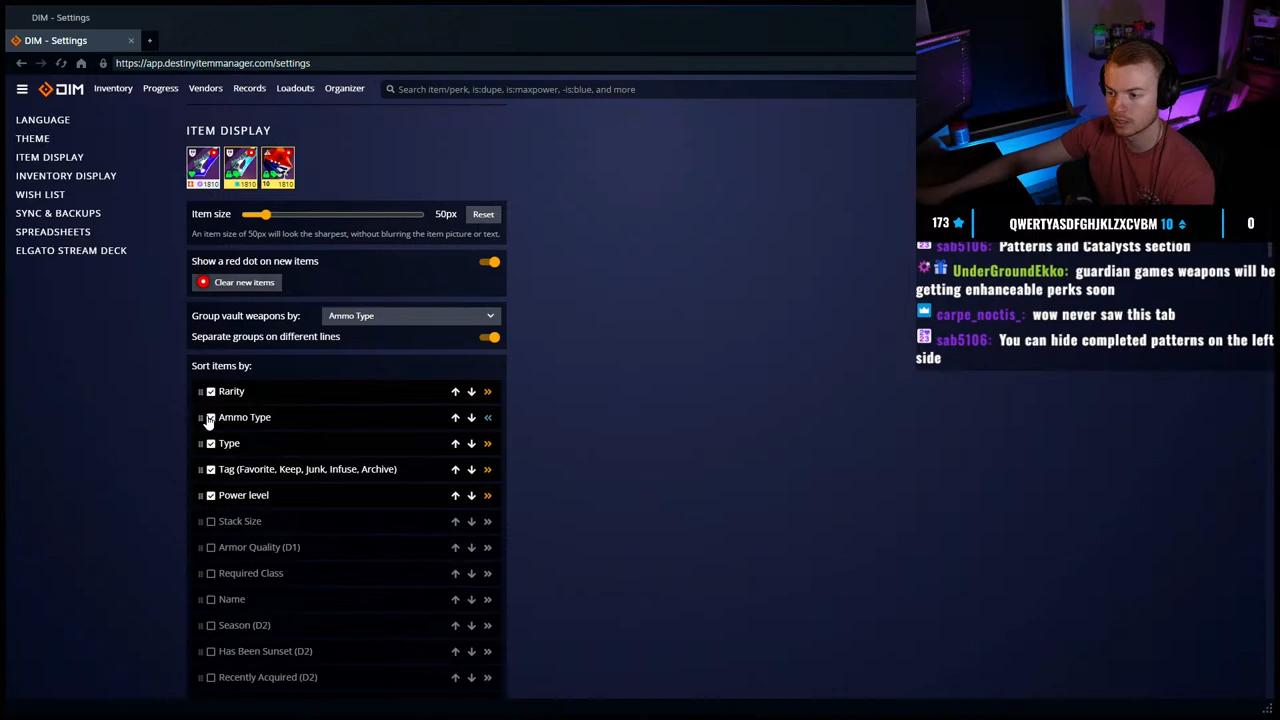 DIM - Settings
DIM - Settings
https://app.destinyitemmanager.com/settings
DIM
Inventory
Progress
Vendors
Records
Loadouts
Organizer
Search item/perk, is:dupe, is:maxpower, -is:blue, and more
LANGUAGE
THEME
ITEM DISPLAY
INVENTORY DISPLAY
WISH LIST
SYNC & BACKUPS
SPREADSHEETS
ELGATO STREAM DECK
ITEM DISPLAY
1810
1810
10 1810
Item size
50px
Reset
An item size of 50px will look the sharpest, without blurring the item picture or text.
Show a red dot on new items
Clear new items
Group vault weapons by:
Ammo Type
Separate groups on different lines
Sort items by:
Rarity
Ammo Type
Type
Tag (Favorite, Keep, Junk, Infuse, Archive)
Power level
Stack Size
Armor Quality (D1)
Required Class
Name
Season (D2)
Has Been Sunset (D2)
Recently Acquired (D2)
173
QWERTYASDFGHJKLZXCVBM 10
0
sab5106: Patterns and Catalysts section
UnderGroundEkko: guardian games weapons will be
getting enhanceable perks soon
carpe_noctis_: wow never saw this tab
sab5106: You can hide completed patterns on the left
side